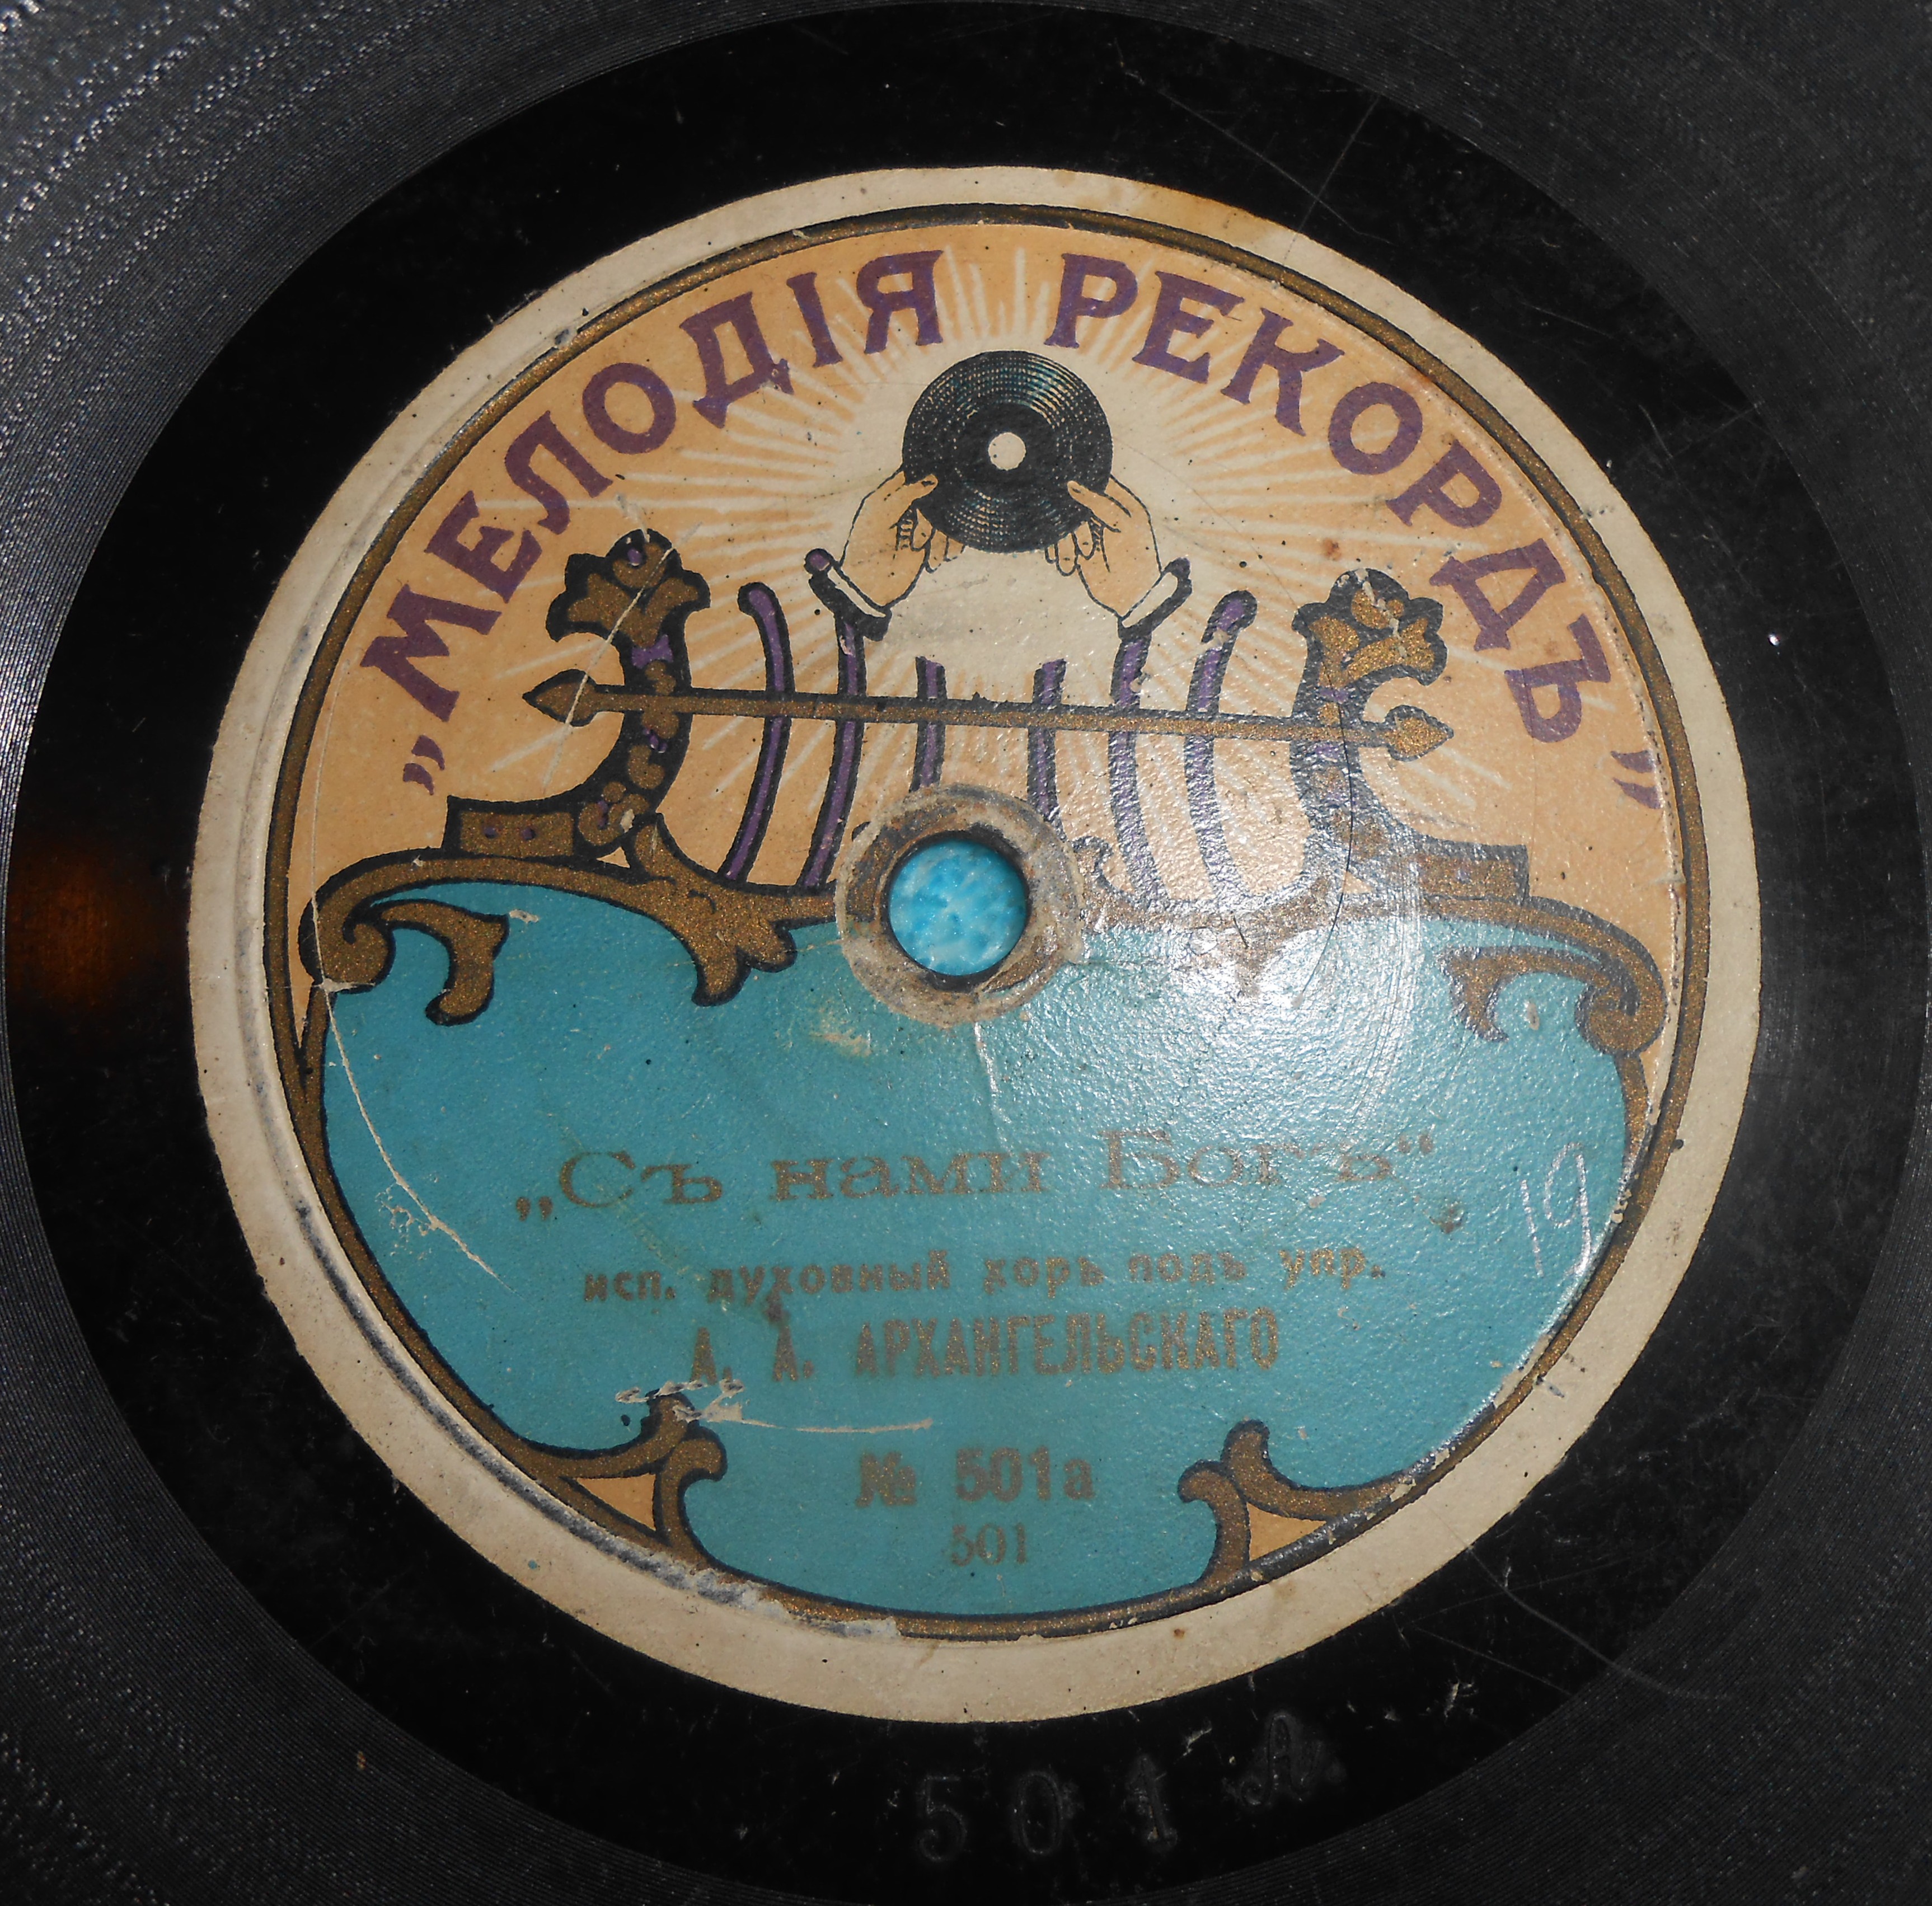 „МЕЛОДІЯ РЕКОРДЪ”
„Съ нами Богъ“
исп. духовный хоръ подъ упр.
А. А. АРХАНГЕЛЬСКАГО
№ 501а
501
19
501 A.